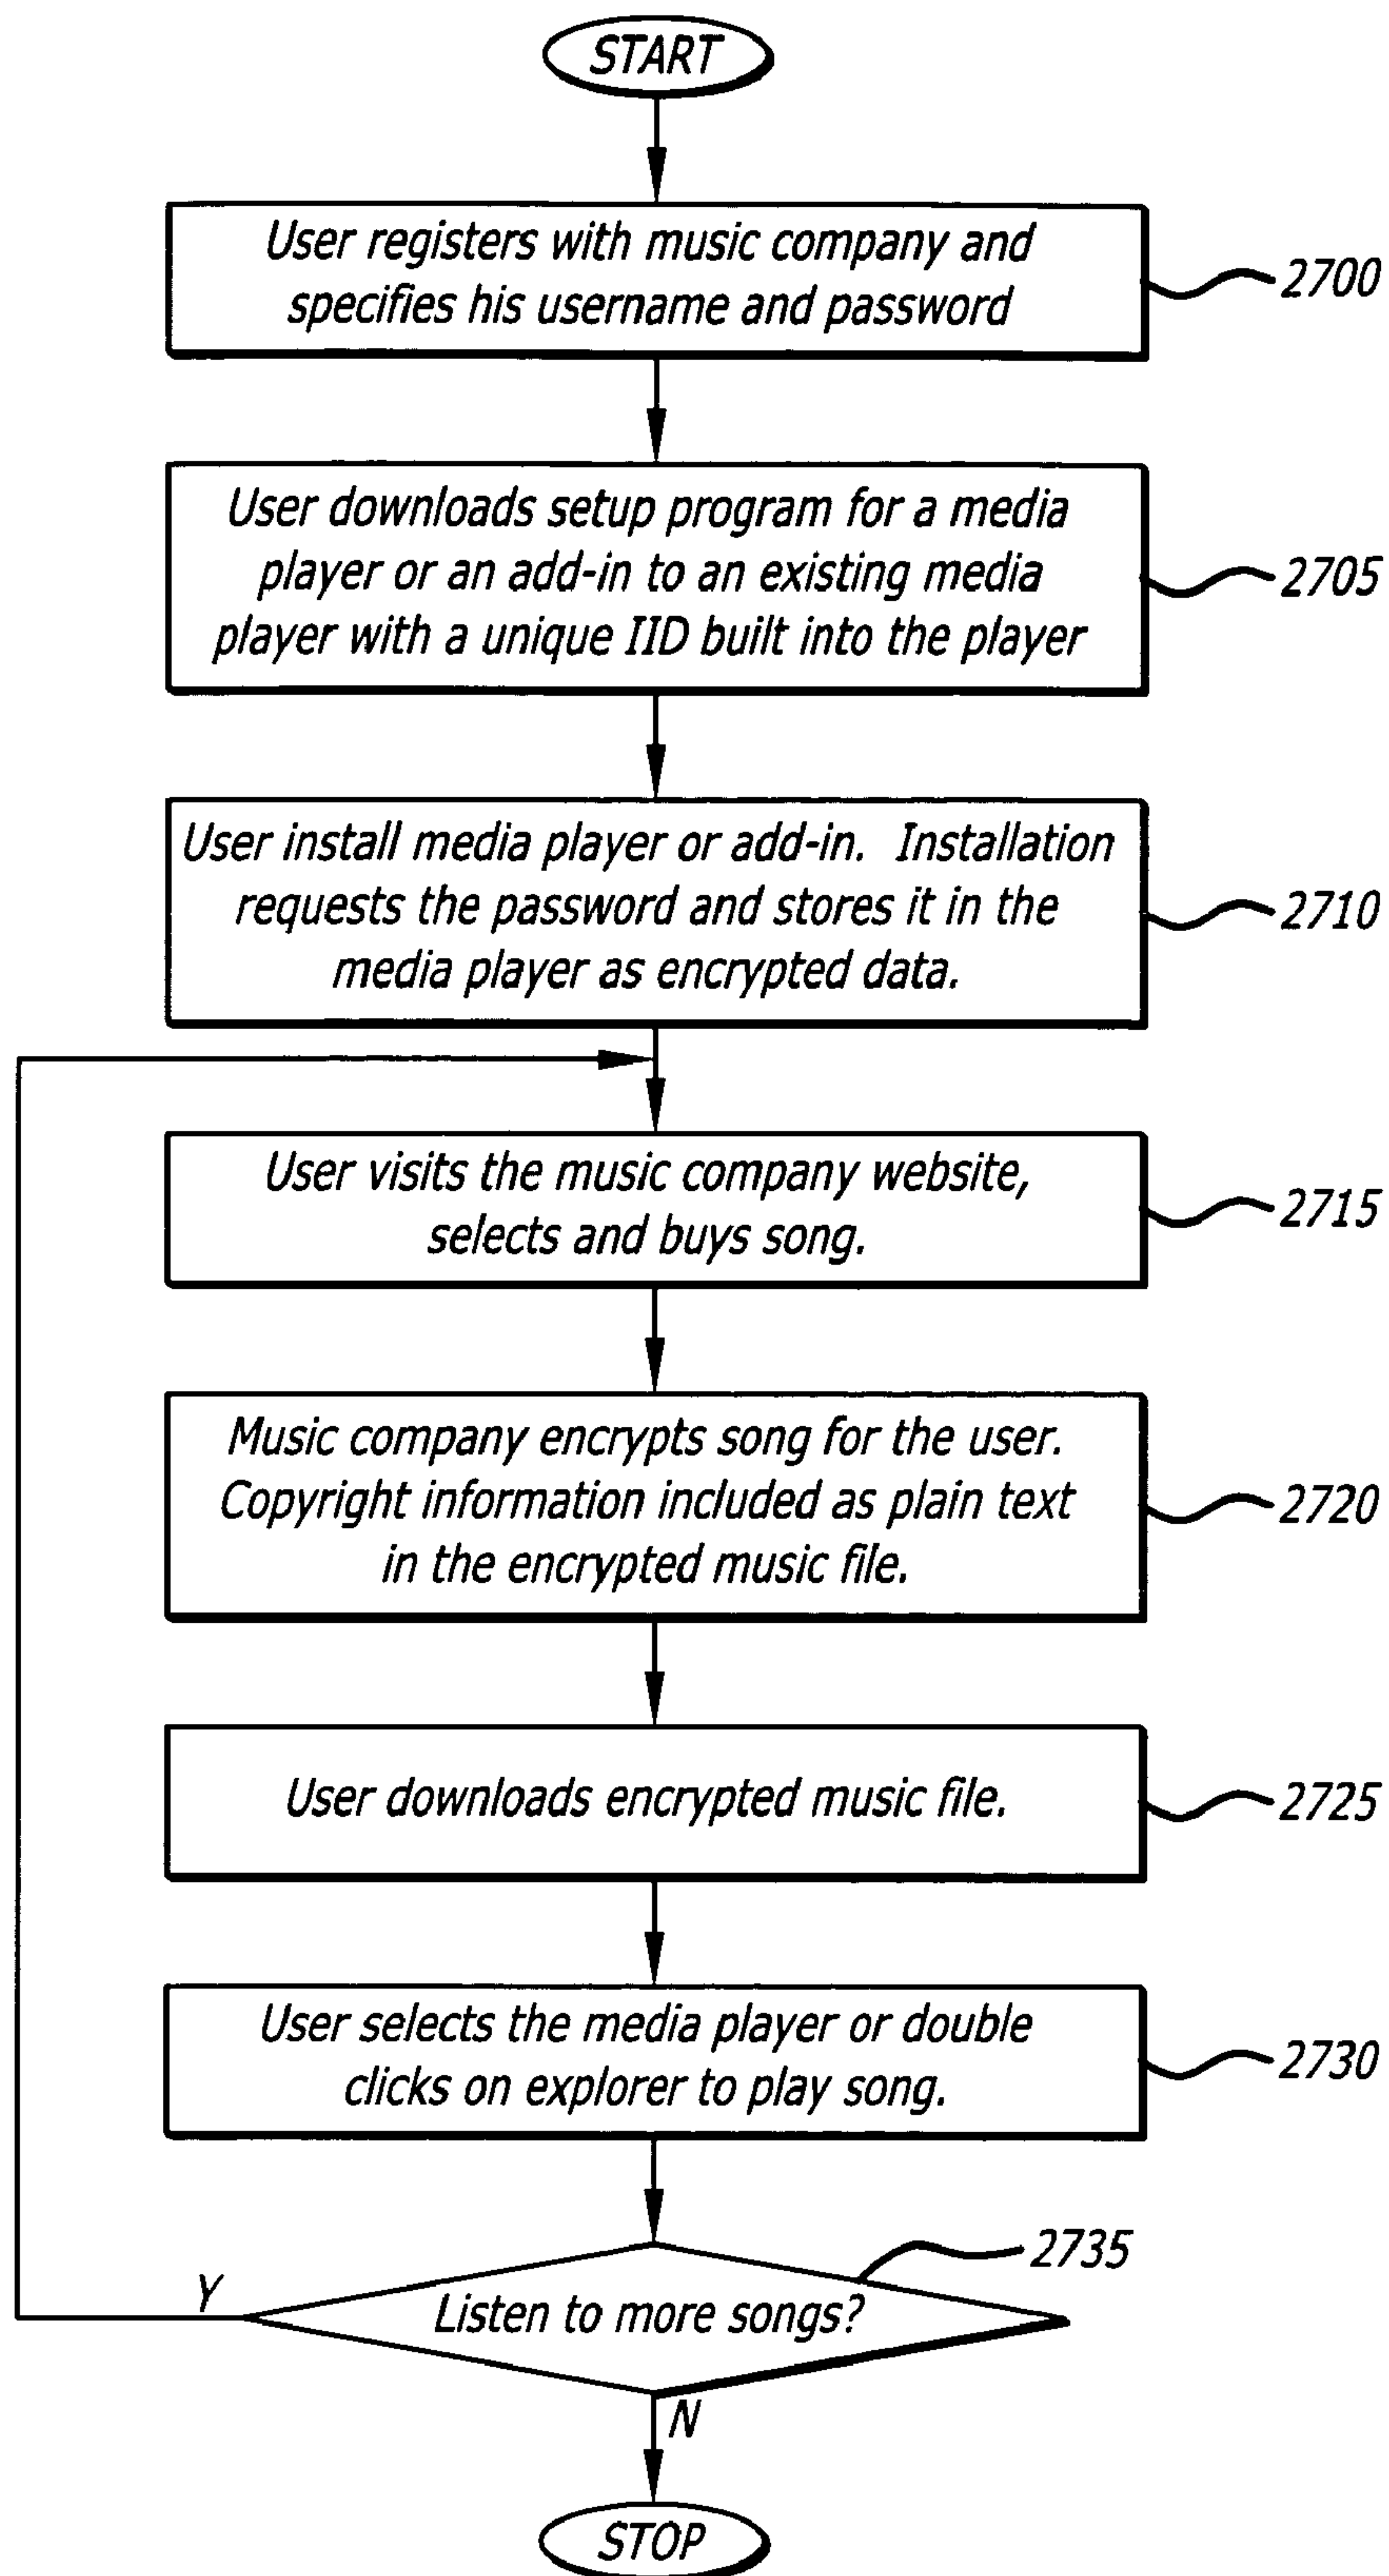 START
User registers with music company and
specifies his username and password
2700
User downloads setup program for a media
player or an add-in to an existing media
player with a unique IID built into the player
2705
User install media player or add-in. Installation
requests the password and stores it in the
media player as encrypted data.
2710
User visits the music company website,
selects and buys song.
2715
Music company encrypts song for the user.
Copyright information included as plain text
in the encrypted music file.
2720
User downloads encrypted music file.
2725
User selects the media player or double
clicks on explorer to play song.
2730
2735
Y
Listen to more songs?
N
STOP